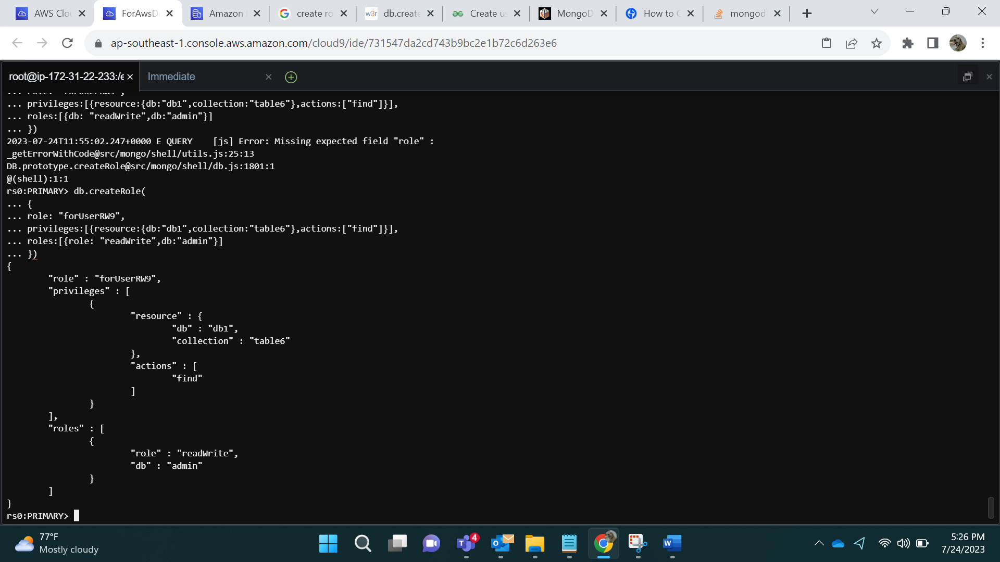 AWS Clo
ForAwsD
Amazon
create ro
w3r db.create
Create us
MongoD
How to C
mongod
ap-southeast-1.console.aws.amazon.com/cloud9/ide/731547da2cd743b9bc2e1b72c6d263e6
root@ip-172-31-22-233:/e
Immediate
... privileges:[{resource:{db:"db1",collection:"table6"},actions:["find"]}],
... roles:[{db: "readWrite",db:"admin"}]
... })
2023-07-24T11:55:02.247+0000 E QUERY    [js] Error: Missing expected field "role" :
_getErrorWithCode@src/mongo/shell/utils.js:25:13
DB.prototype.createRole@src/mongo/shell/db.js:1801:1
@(shell):1:1
rs0:PRIMARY> db.createRole(
... {
... role: "forUserRW9",
... privileges:[{resource:{db:"db1",collection:"table6"},actions:["find"]}],
... roles:[{role: "readWrite",db:"admin"}]
... })
{
"role" : "forUserRW9",
"privileges" : [
{
"resource" : {
"db" : "db1",
"collection" : "table6"
},
"actions" : [
"find"
]
}
],
"roles" : [
{
"role" : "readWrite",
"db" : "admin"
}
]
}
rs0:PRIMARY>
77°F
Mostly cloudy
4
5:26 PM
7/24/2023